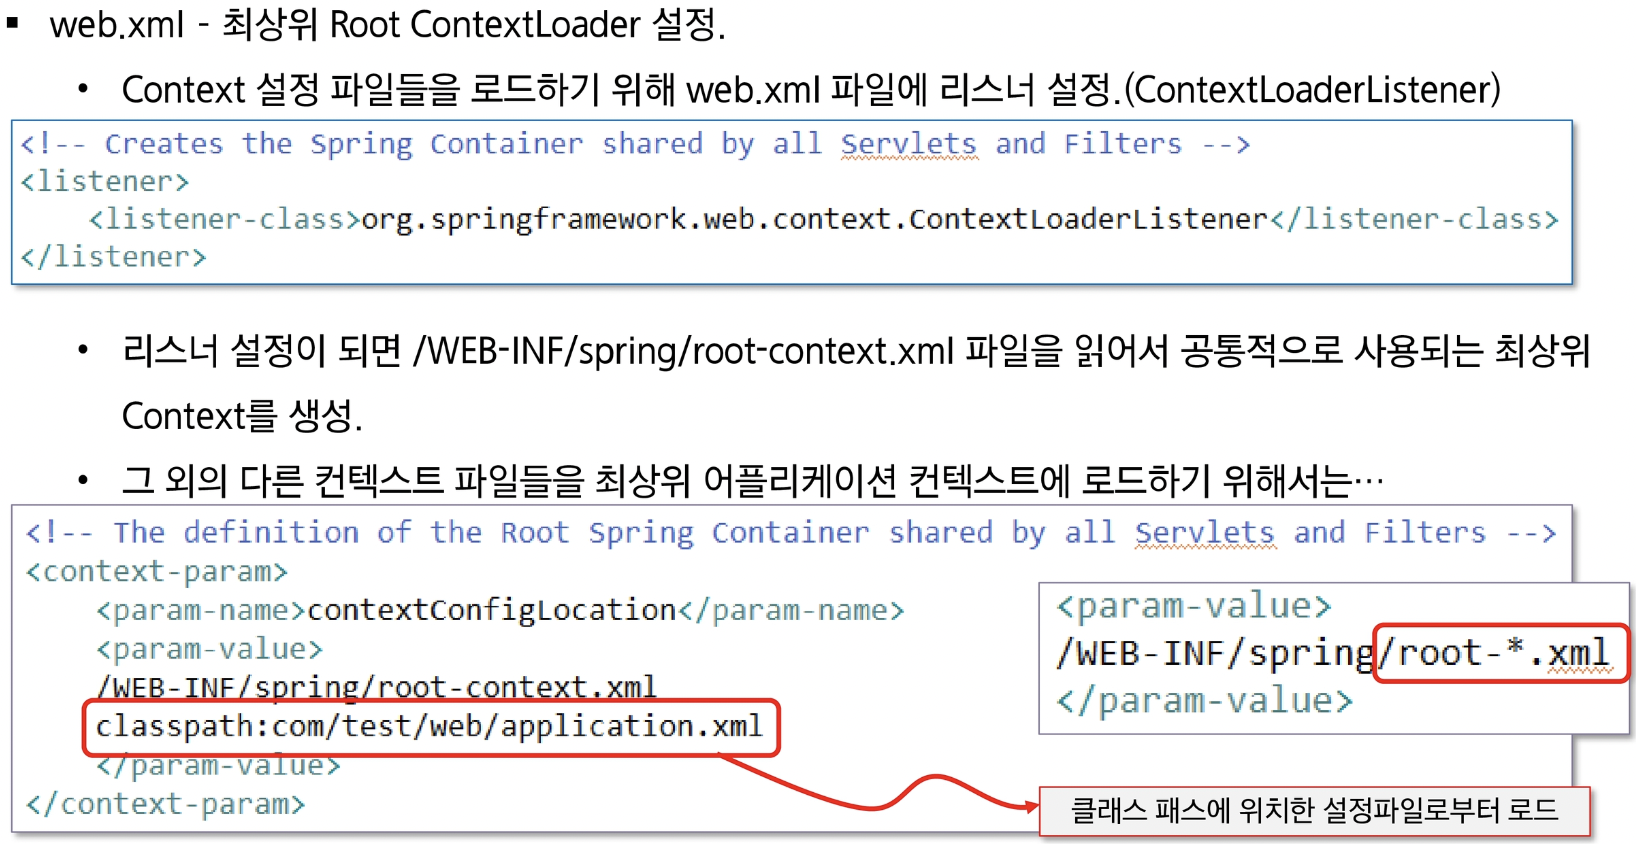 ▪ web.xml - 최상위 Root ContextLoader 설정.
• Context 설정 파일들을 로드하기 위해 web.xml 파일에 리스너 설정.(ContextLoaderListener)
<!-- Creates the Spring Container shared by all Servlets and Filters -->
<listener>
    <listener-class>org.springframework.web.context.ContextLoaderListener</listener-class>
</listener>
• 리스너 설정이 되면 /WEB-INF/spring/root-context.xml 파일을 읽어서 공통적으로 사용되는 최상위
Context를 생성.
• 그 외의 다른 컨텍스트 파일들을 최상위 어플리케이션 컨텍스트에 로드하기 위해서는…
<!-- The definition of the Root Spring Container shared by all Servlets and Filters -->
<context-param>
    <param-name>contextConfigLocation</param-name>
    <param-value>
    /WEB-INF/spring/root-context.xml
    classpath:com/test/web/application.xml
    </param-value>
</context-param>
<param-value>
/WEB-INF/spring/root-*.xml
</param-value>
클래스 패스에 위치한 설정파일로부터 로드